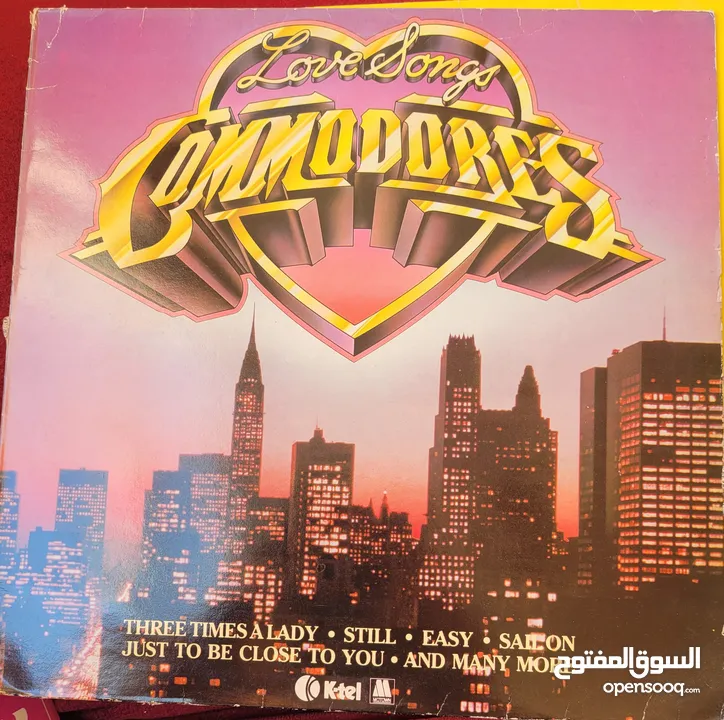 Love Songs
COMMODORES
THREE TIMES A LADY • STILL • EASY • SAIL ON
JUST TO BE CLOSE TO YOU • AND MANY MORE
K-tel
السوق المفتوح
opensooq.com